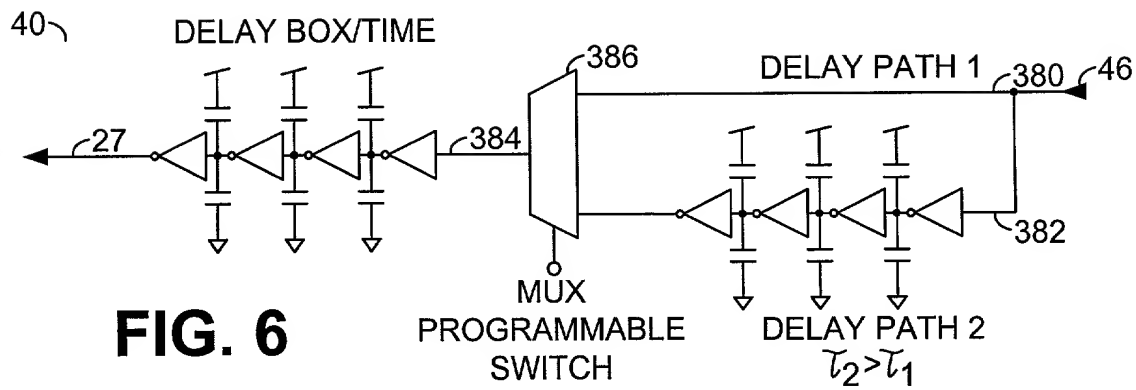 40
DELAY BOX/TIME
386
DELAY PATH 1
380
46
27
384
382
MUX
PROGRAMMABLE
SWITCH
DELAY PATH 2
τ2>τ1
FIG. 6